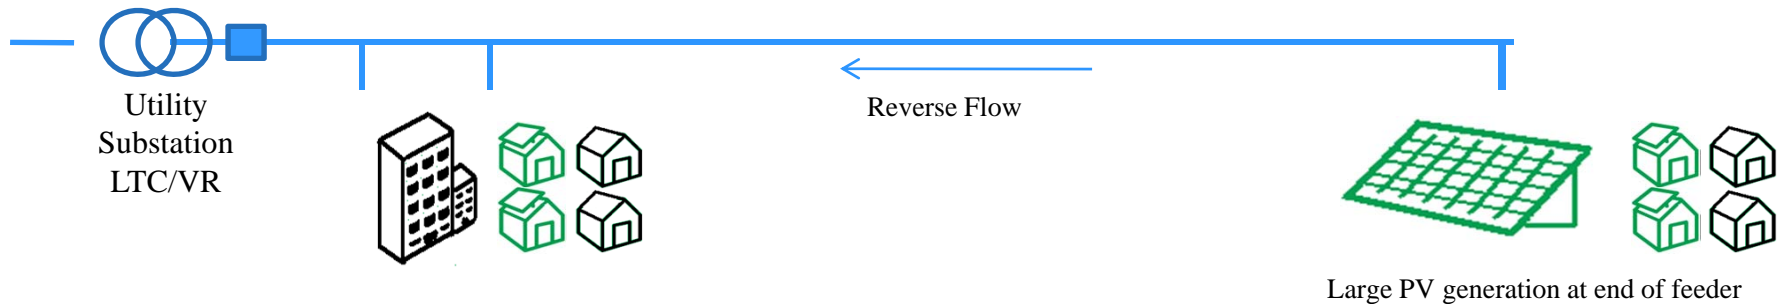 Utility
Substation
LTC/VR
Reverse Flow
Large PV generation at end of feeder